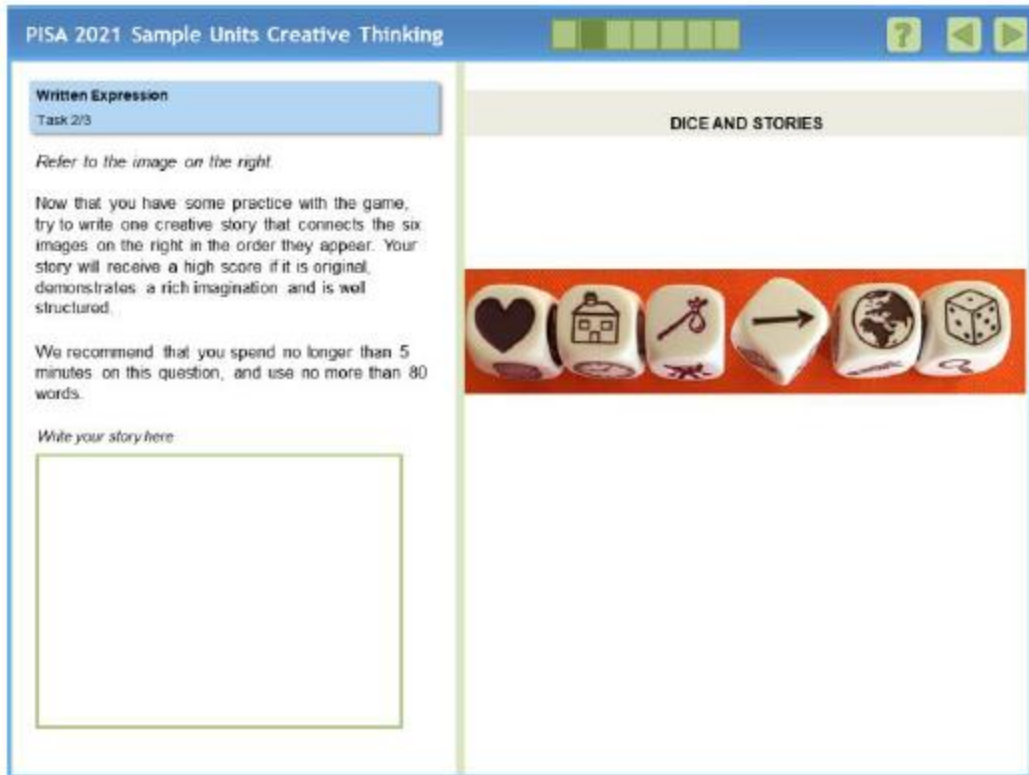 PISA 2021 Sample Units Creative Thinking
?
Written Expression
Task 2/3
Refer to the image on the right.
Now that you have some practice with the game,
try to write one creative story that connects the six
images on the right in the order they appear. Your
story will receive a high score if it is original,
demonstrates a rich imagination and is well
structured.
We recommend that you spend no longer than 5
minutes on this question, and use no more than 80
words.
Write your story here
DICE AND STORIES